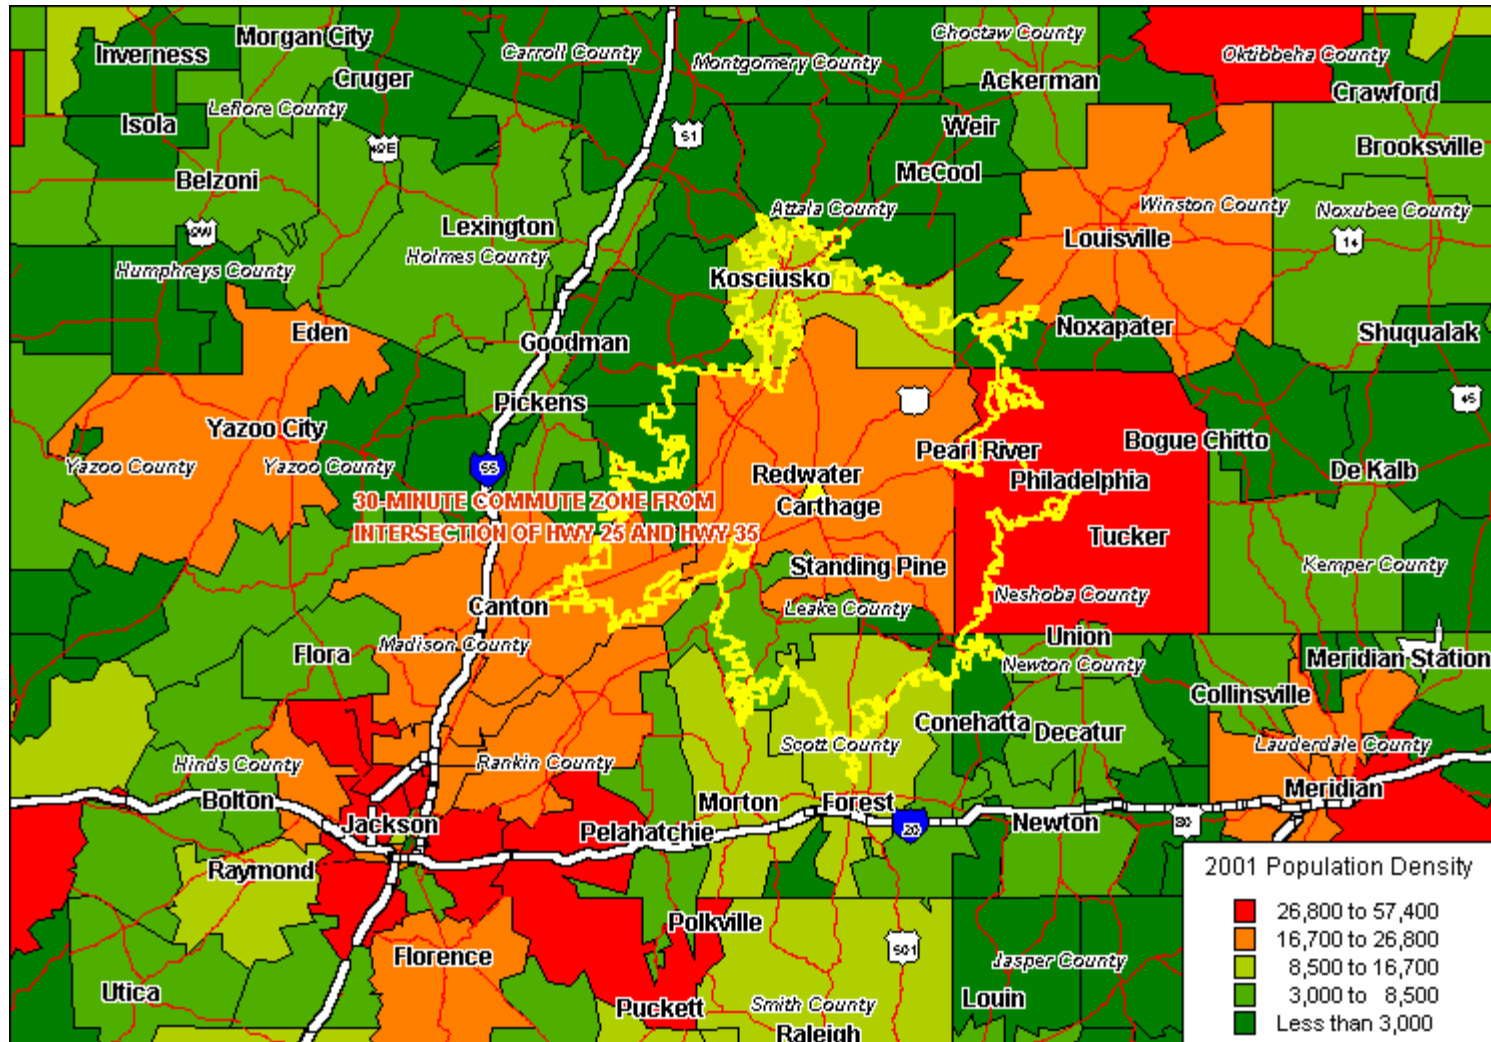 Morgan City
Choctaw County
Inverness
Carroll County
Montgomery County
Oktibbeha County
Cruger
Ackerman
Crawford
Leflore County
Isola
Weir
51
49E
Brooksville
Belzoni
McCool
Attala County
Winston County
Noxubee County
Lexington
49W
Louisville
14
Holmes County
Humphreys County
Kosciusko
Eden
Noxapater
Shuqualak
Goodman
Pickens
45
Yazoo City
Bogue Chitto
Pearl River
Yazoo County
Yazoo County
55
Redwater
De Kalb
Philadelphia
30-MINUTE COMMUTE ZONE FROM
Carthage
INTERSECTION OF HWY 25 AND HWY 35
Tucker
Standing Pine
Kemper County
Neshoba County
Canton
Leake County
Union
Madison County
Flora
Newton County
Meridian Station
Collinsville
Conehatta
Decatur
Scott County
Lauderdale County
Hinds County
Rankin County
Meridian
Bolton
Morton
Forest
Jackson
Pelahatchie
20
Newton
80
Raymond
2001 Population Density
26,800 to 57,400
Polkville
16,700 to 26,800
Florence
501
Jasper County
8,500 to 16,700
Utica
Louin
3,000 to 8,500
Puckett
Smith County
Less than 3,000
Raleigh